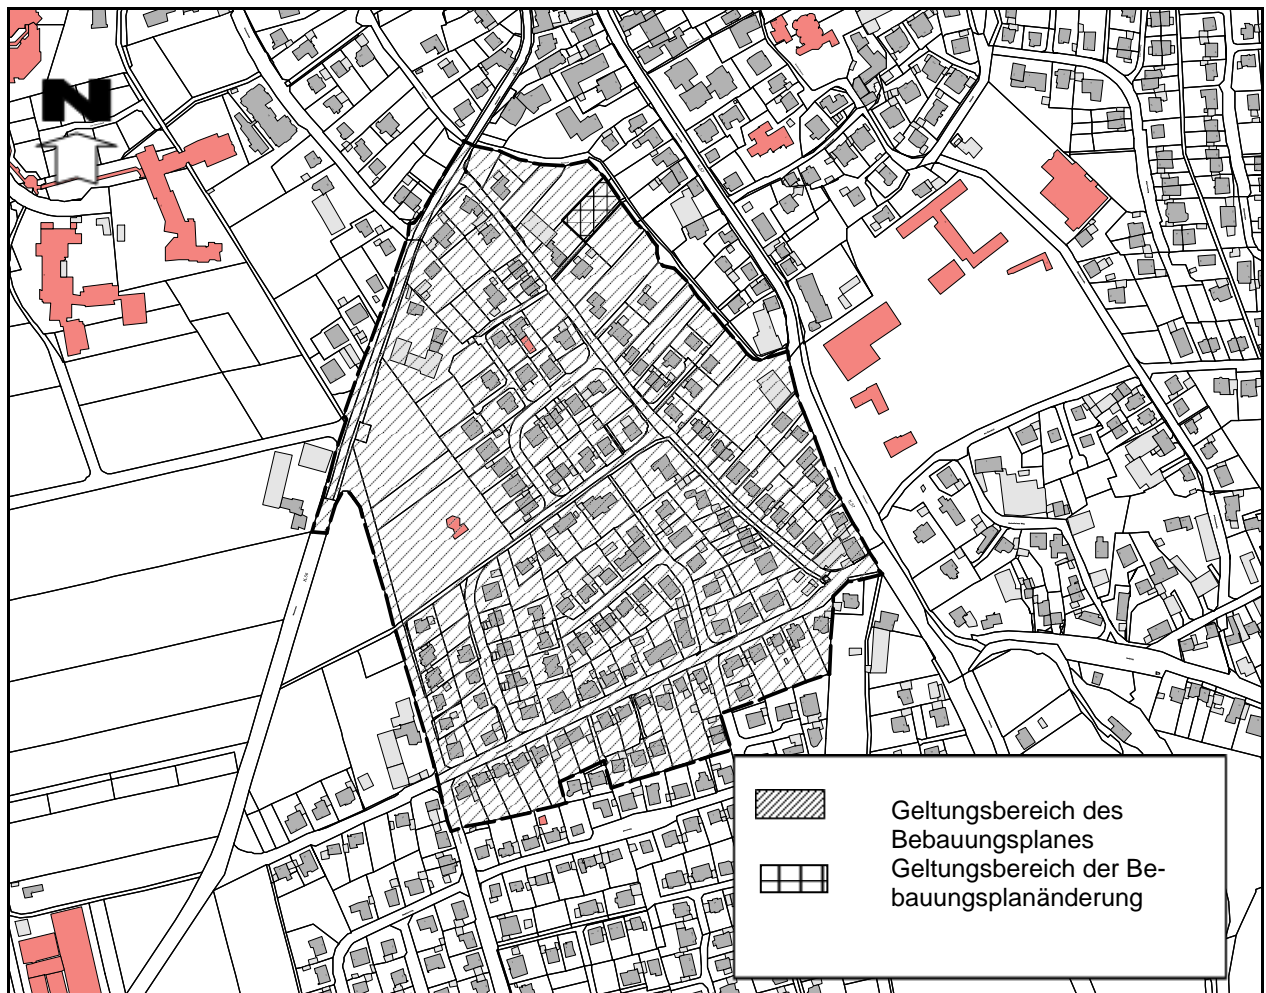 N
Geltungsbereich des
Bebauungsplanes
Geltungsbereich der Be-
bauungsplanänderung